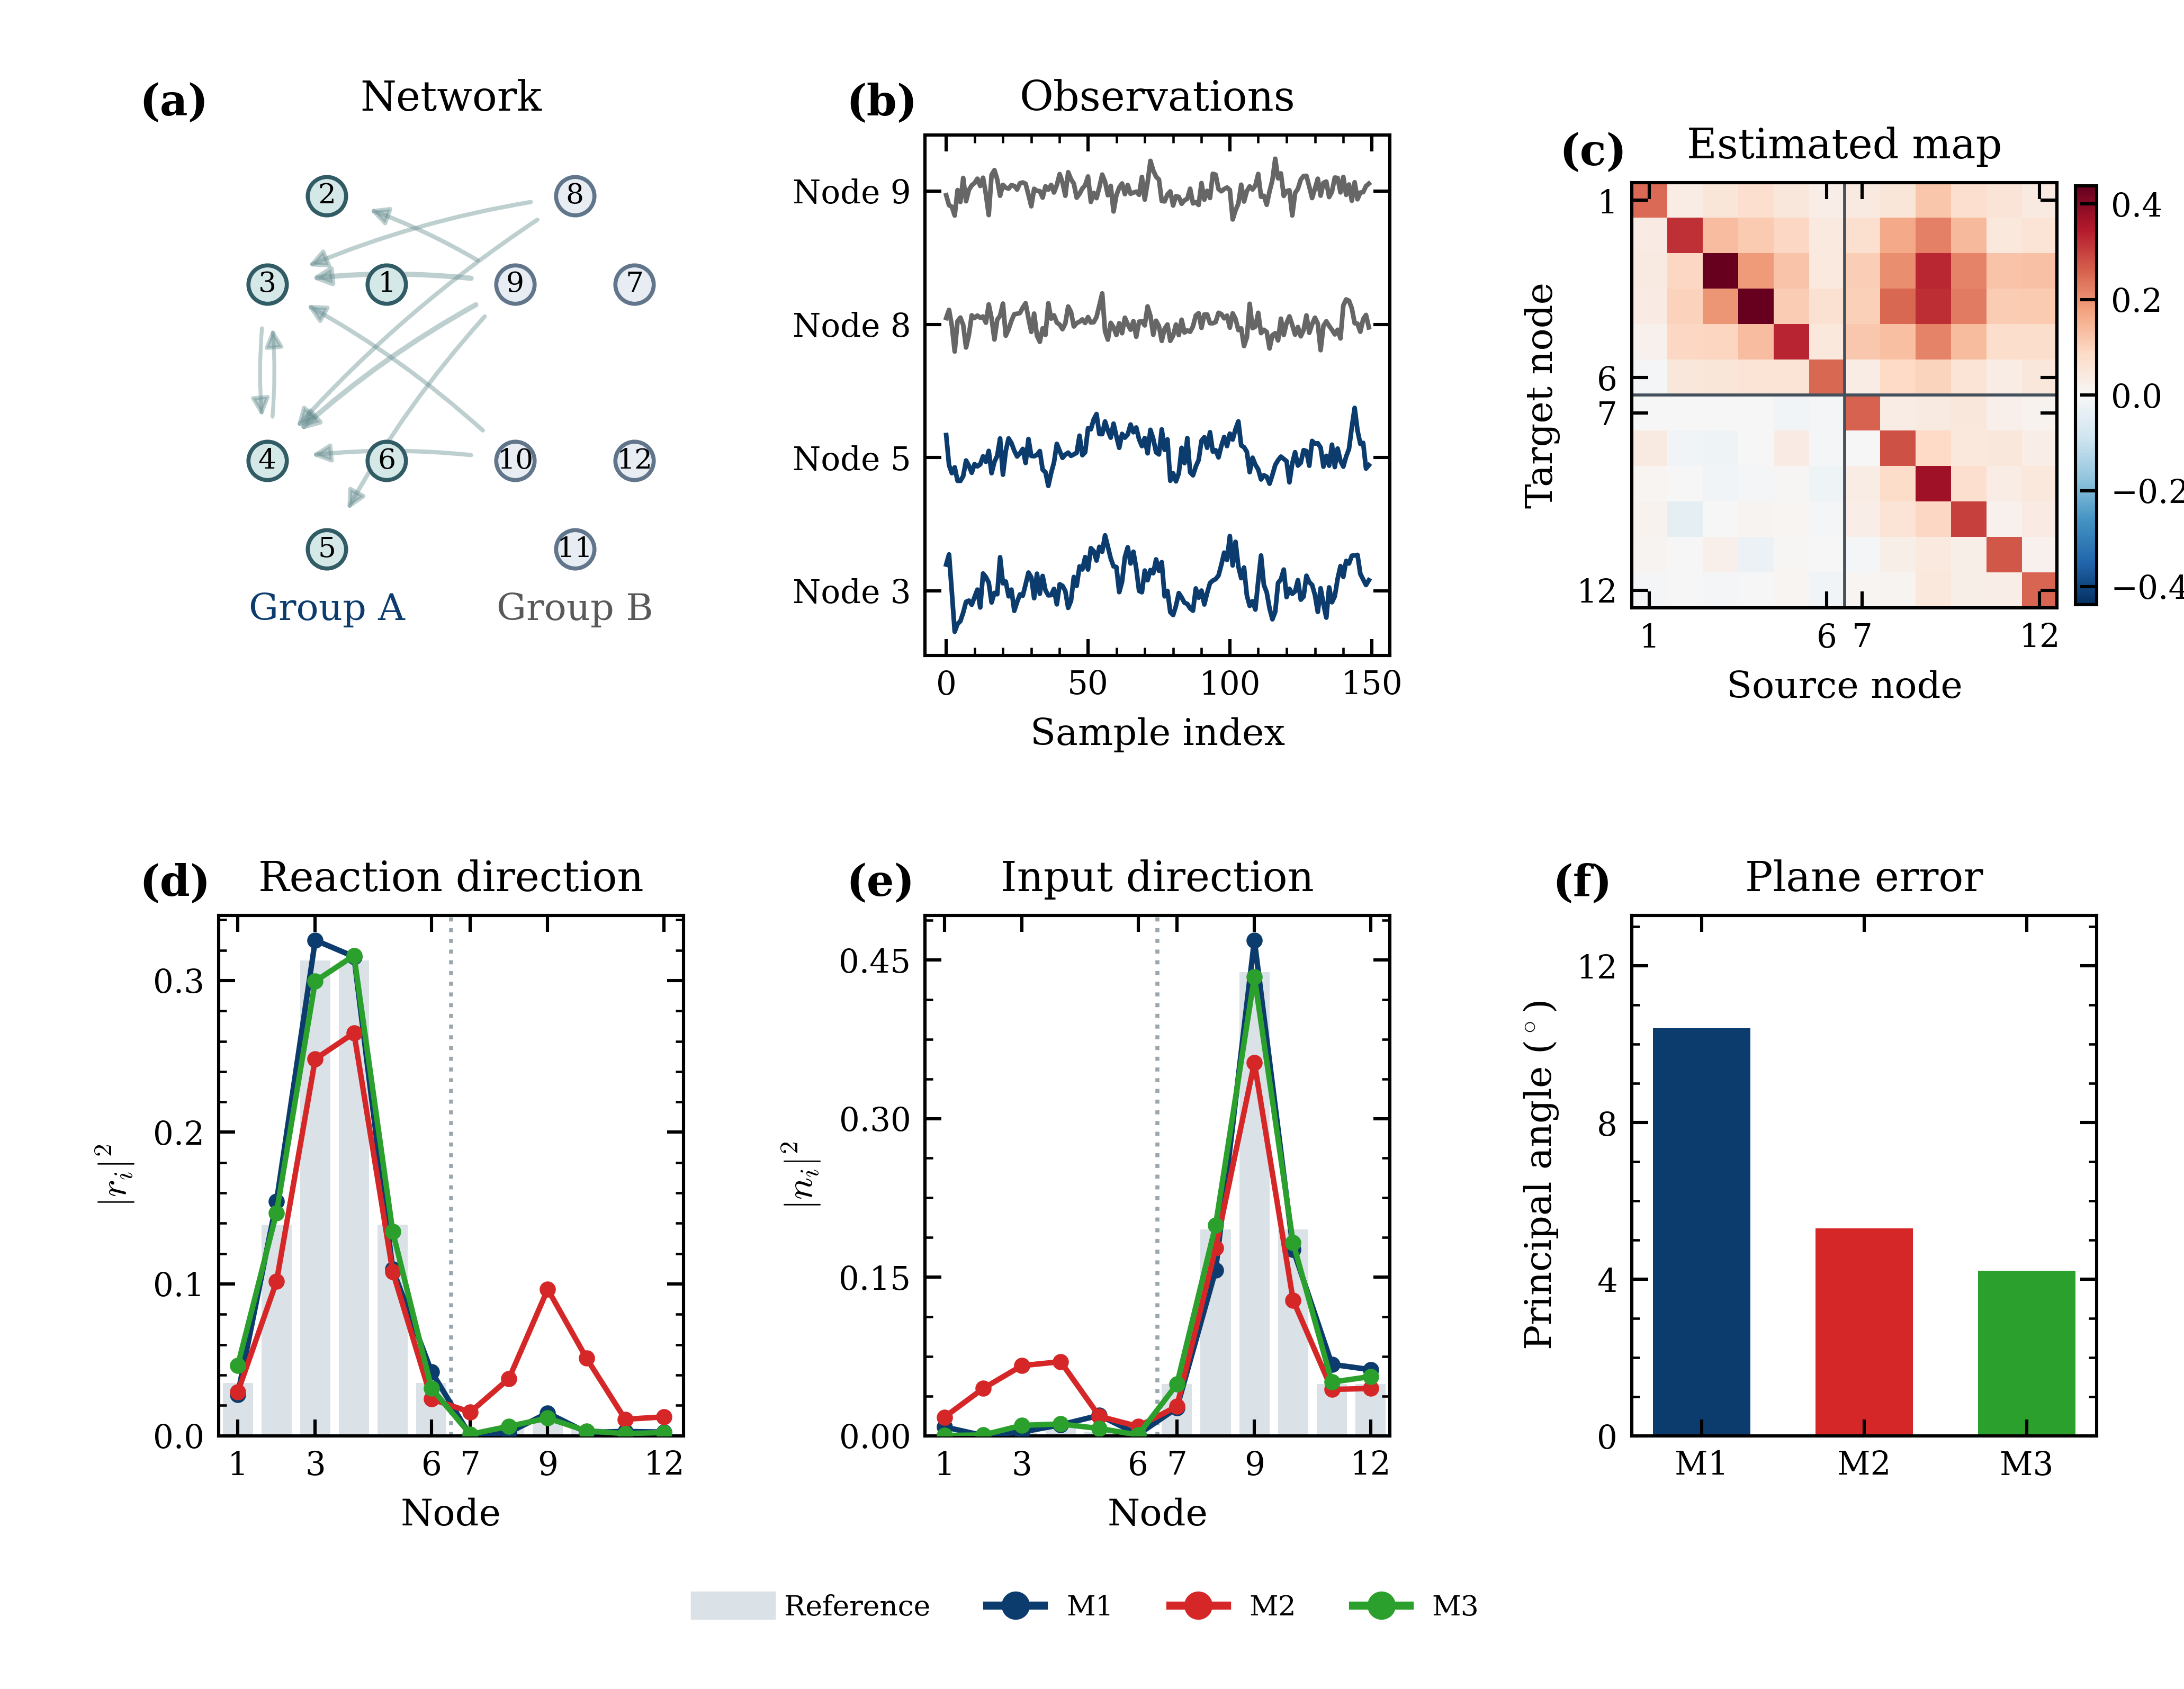 (a) Network
2
8
3
1
9
7
4
6
10
12
5
11
Group A
Group B
(b) Observations
Node 9
Node 8
Node 5
Node 3
0 50 100 150
Sample index
(c) Estimated map
Target node
1
6
7
12
1 6 7 12
Source node
0.4
0.2
0.0
−0.2
−0.4
(d) Reaction direction
|r_i|^2
0.3
0.2
0.1
0.0
1 3 6 7 9 12
Node
(e) Input direction
|n_i|^2
0.45
0.30
0.15
0.00
1 3 6 7 9 12
Node
(f) Plane error
Principal angle (°)
12
8
4
0
M1 M2 M3
Reference M1 M2 M3